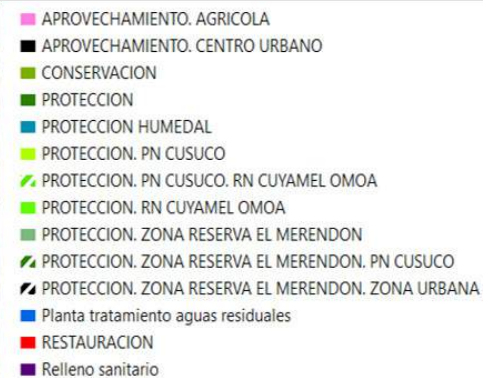 APROVECHAMIENTO. AGRICOLA
APROVECHAMIENTO. CENTRO URBANO
CONSERVACION
PROTECCION
PROTECCION HUMEDAL
PROTECCION. PN CUSUCO
PROTECCION. PN CUSUCO. RN CUYAMEL OMOA
PROTECCION. RN CUYAMEL OMOA
PROTECCION. ZONA RESERVA EL MERENDON
PROTECCION. ZONA RESERVA EL MERENDON. PN CUSUCO
PROTECCION. ZONA RESERVA EL MERENDON. ZONA URBANA
Planta tratamiento aguas residuales
RESTAURACION
Relleno sanitario